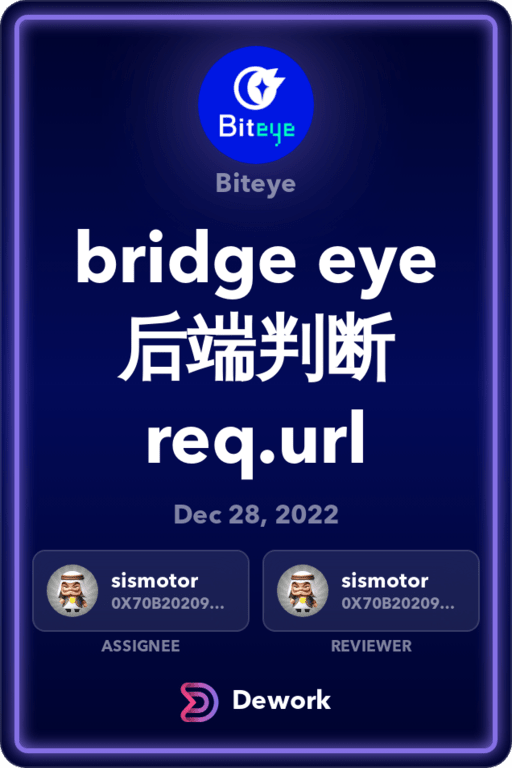 Biteye
Biteye
bridge eye
后端判断
req.url
Dec 28, 2022
sismotor
0X70B20209...
ASSIGNEE
sismotor
0X70B20209...
REVIEWER
Dework